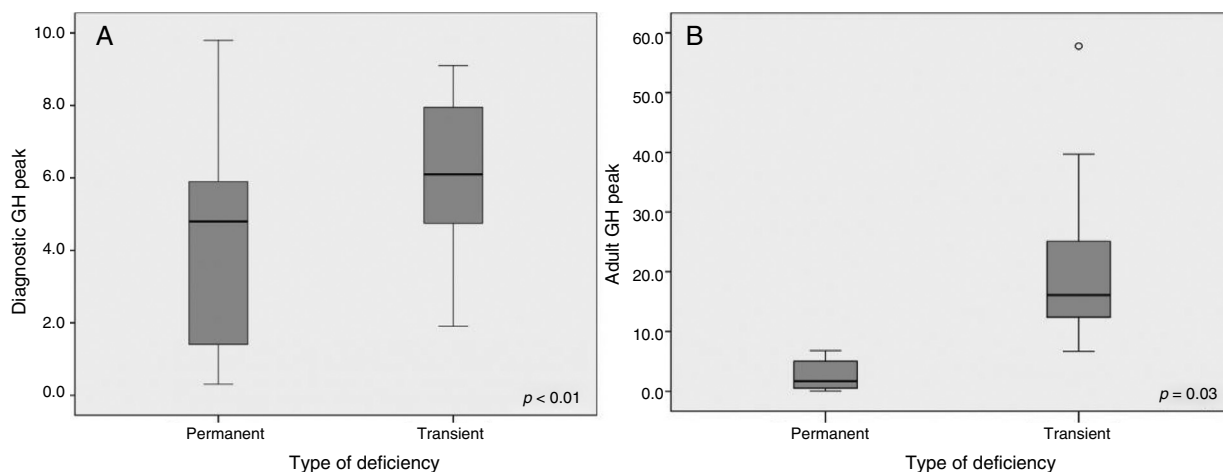 A
Diagnostic GH peak
10.0
8.0
6.0
4.0
2.0
0.0
p < 0.01
Permanent
Transient
Type of deficiency
B
Adult GH peak
60.0
50.0
40.0
30.0
20.0
10.0
0.0
p = 0.03
Permanent
Transient
Type of deficiency